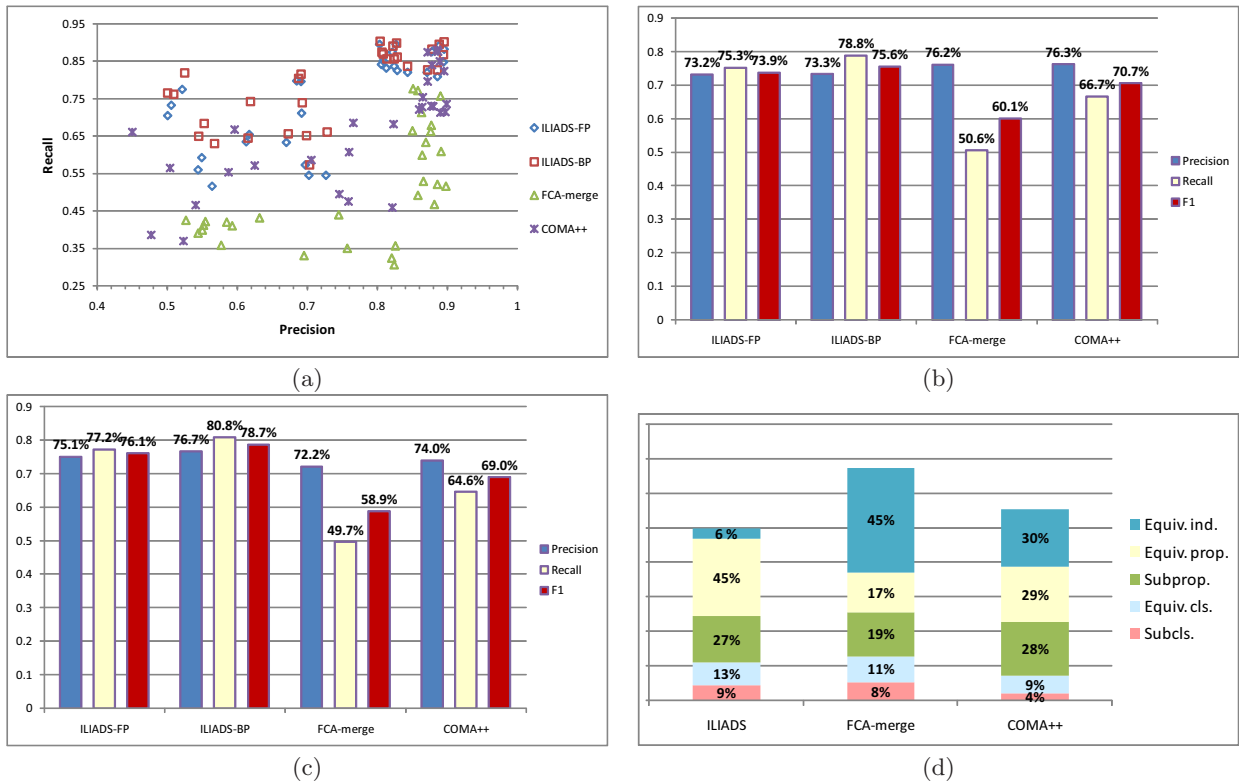 0.95
0.85
0.75
0.65
0.55
0.45
0.35
0.25
Recall
0.4
0.5
0.6
0.7
0.8
0.9
1
Precision
ILIADS-FP
ILIADS-BP
FCA-merge
COMA++
(a)
0.9
0.8
0.7
0.6
0.5
0.4
0.3
0.2
0.1
0
73.2%
75.3%
73.9%
73.3%
78.8%
75.6%
76.2%
50.6%
60.1%
76.3%
66.7%
70.7%
ILIADS-FP
ILIADS-BP
FCA-merge
COMA++
Precision
Recall
F1
(b)
0.9
0.8
0.7
0.6
0.5
0.4
0.3
0.2
0.1
0
75.1%
77.2%
76.1%
76.7%
80.8%
78.7%
72.2%
49.7%
58.9%
74.0%
64.6%
69.0%
ILIADS-FP
ILIADS-BP
FCA-merge
COMA++
Precision
Recall
F1
(c)
6 %
45%
27%
13%
9%
45%
17%
19%
11%
8%
30%
29%
28%
9%
4%
ILIADS
FCA-merge
COMA++
Equiv. ind.
Equiv. prop.
Subprop.
Equiv. cls.
Subcls.
(d)